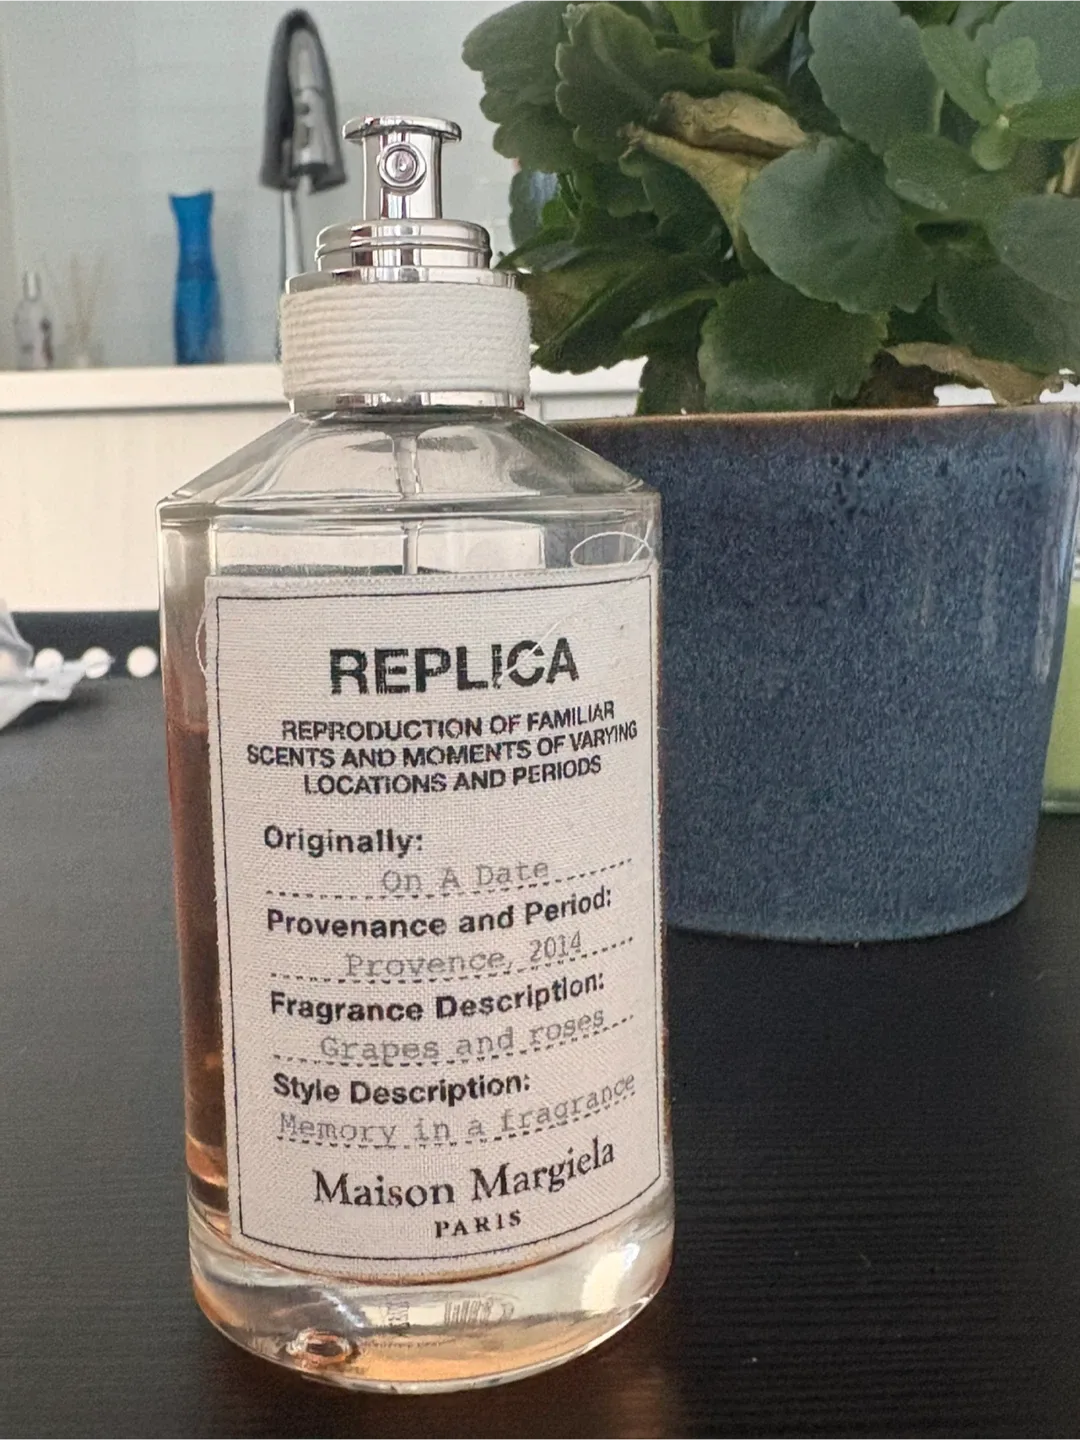 REPLICA
REPRODUCTION OF FAMILIAR
SCENTS AND MOMENTS OF VARYING
LOCATIONS AND PERIODS
Originally:
On A Date
Provenance and Period:
Provence, 2014
Fragrance Description:
Grapes and roses
Style Description:
Memory in a fragrance
Maison Margiela
PARIS